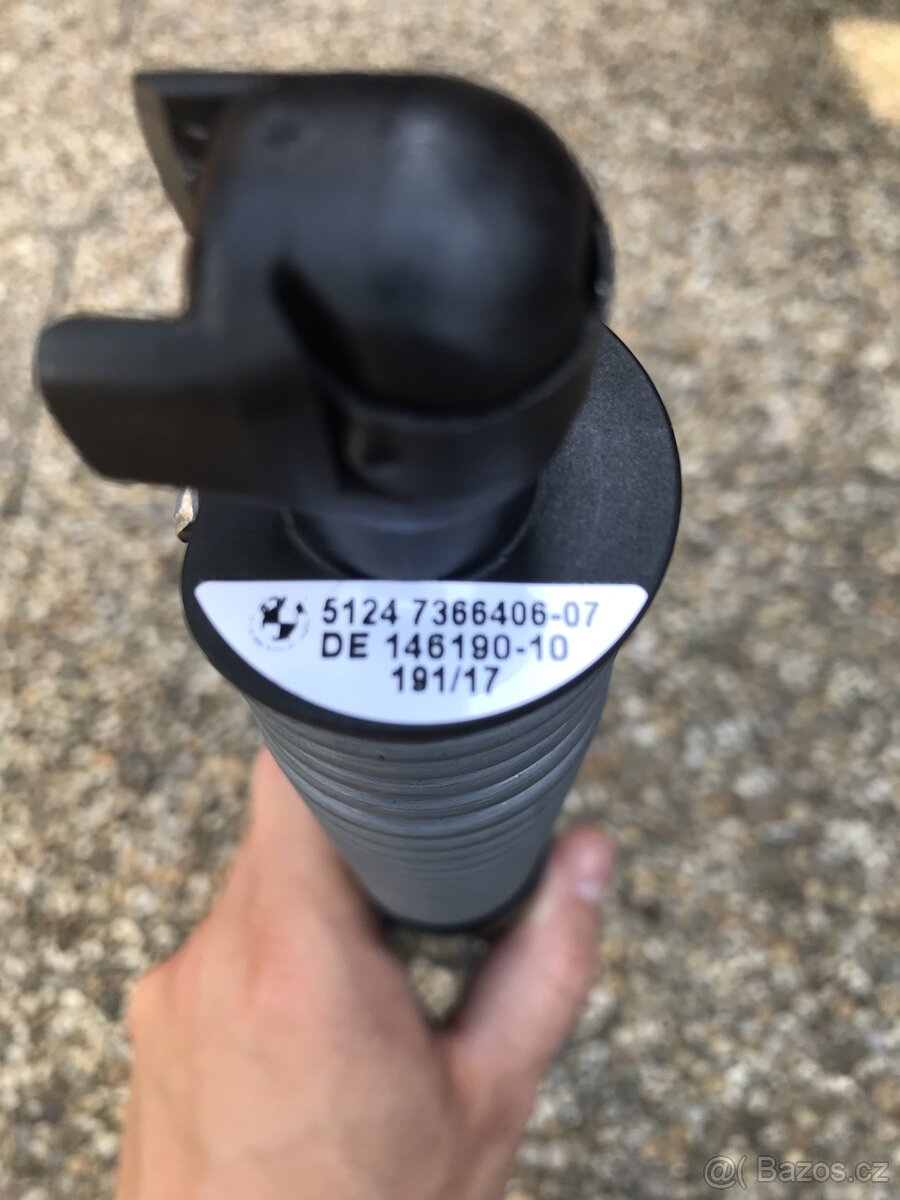 5124 7366406-07
DE 146190-10
191/17
@( Bazos.cz